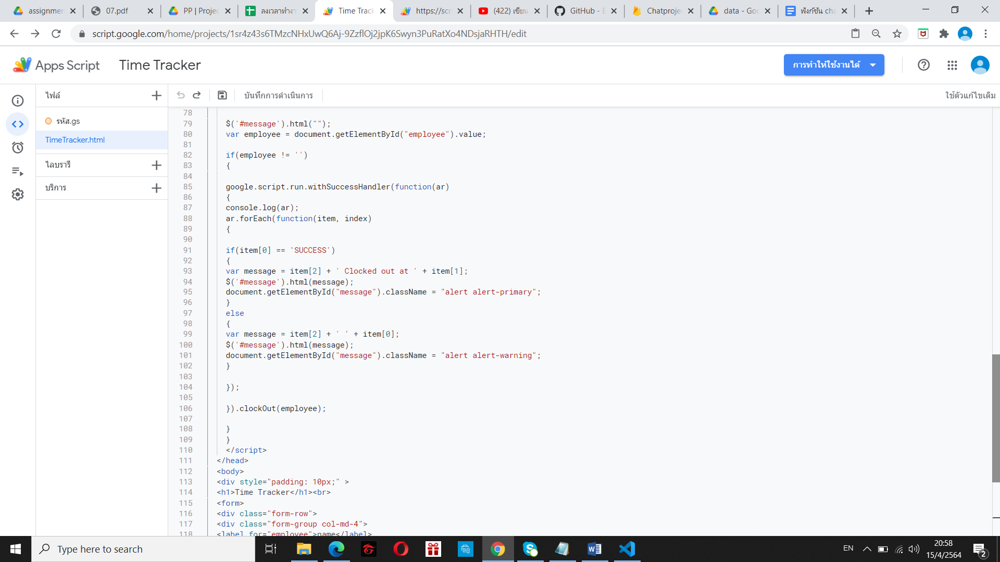 assignmen
07.pdf
PP | Projec
ลงเวลาทำงา
Time Track
https://scr
(422) เขียน
GitHub - E
Chatproje
data - Goo
ฟังก์ชัน cha
script.google.com/home/projects/1sr4z43s6TMzcNHxUwQ6Aj-9ZzflOj2jpK6Swyn3PuRatXo4NDsjaRHTH/edit
Apps Script
Time Tracker
การทำให้ใช้งานได้
ไฟล์
บันทึกการดำเนินการ
ใช้ตัวแก้ไขเดิม
รหัส.gs
TimeTracker.html
ไลบรารี
บริการ
78
79 $('#message').html("");
80 var employee = document.getElementById("employee").value;
81
82 if(employee != '')
83 {
84
85 google.script.run.withSuccessHandler(function(ar)
86 {
87 console.log(ar);
88 ar.forEach(function(item, index)
89 {
90
91 if(item[0] == 'SUCCESS')
92 {
93 var message = item[2] + ' Clocked out at ' + item[1];
94 $('#message').html(message);
95 document.getElementById("message").className = "alert alert-primary";
96 }
97 else
98 {
99 var message = item[2] + ' ' + item[0];
100 $('#message').html(message);
101 document.getElementById("message").className = "alert alert-warning";
102 }
103
104 });
105
106 }).clockOut(employee);
107
108 }
109 }
110 </script>
111 </head>
112 <body>
113 <div style="padding: 10px;" >
114 <h1>Time Tracker</h1><br>
115 <form>
116 <div class="form-row">
117 <div class="form-group col-md-4">
118 <label for="employee">name</label>
Type here to search
EN
20:58
15/4/2564
2